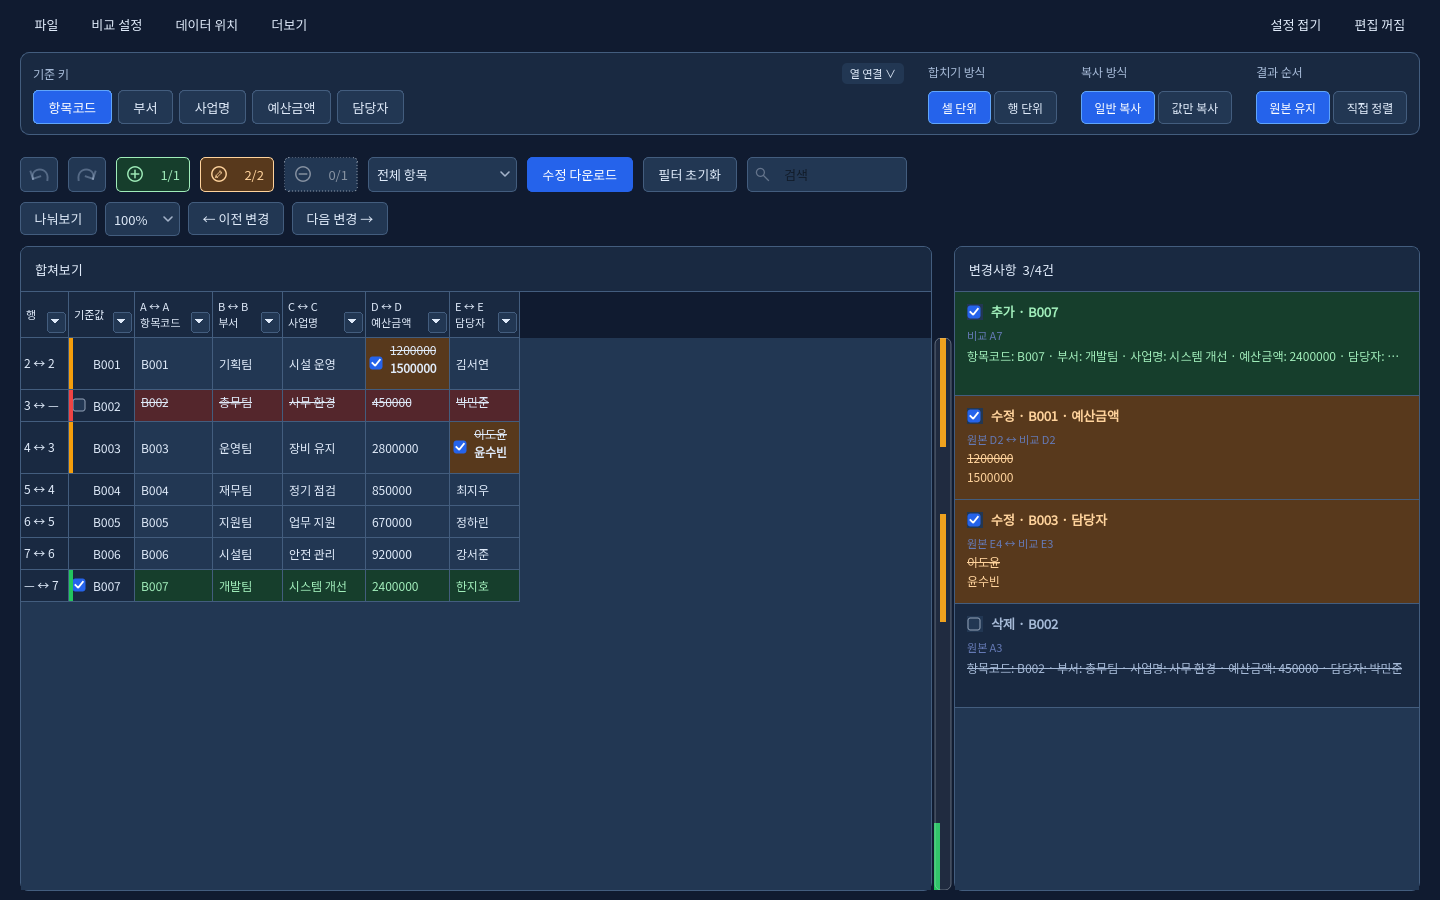 파일 비교 설정 데이터 위치 더보기 설정 접기 편집 꺼짐
기준 키 열 연결 ∨ 합치기 방식 복사 방식 결과 순서
항목코드 부서 사업명 예산금액 담당자 셀 단위 행 단위 일반 복사 값만 복사 원본 유지 직접 정렬
1/1 2/2 0/1 전체 항목 수정 다운로드 필터 초기화 검색
나눠보기 100% ← 이전 변경 다음 변경 →
합쳐보기
행 기준값 A ↔ A 항목코드 B ↔ B 부서 C ↔ C 사업명 D ↔ D 예산금액 E ↔ E 담당자
2 ↔ 2 B001 B001 기획팀 시설 운영 1200000 1500000 김서연
3 ↔ — B002 B002 총무팀 사무 환경 450000 박민준
4 ↔ 3 B003 B003 운영팀 장비 유지 2800000 이도윤 윤수빈
5 ↔ 4 B004 B004 재무팀 정기 점검 850000 최지우
6 ↔ 5 B005 B005 지원팀 업무 지원 670000 정하린
7 ↔ 6 B006 B006 시설팀 안전 관리 920000 강서준
— ↔ 7 B007 B007 개발팀 시스템 개선 2400000 한지호
변경사항 3/4건
추가 · B007
비교 A7
항목코드: B007 · 부서: 개발팀 · 사업명: 시스템 개선 · 예산금액: 2400000 · 담당자: …
수정 · B001 · 예산금액
원본 D2 ↔ 비교 D2
1200000
1500000
수정 · B003 · 담당자
원본 E4 ↔ 비교 E3
이도윤
윤수빈
삭제 · B002
원본 A3
항목코드: B002 · 부서: 총무팀 · 사업명: 사무 환경 · 예산금액: 450000 · 담당자: 박민준